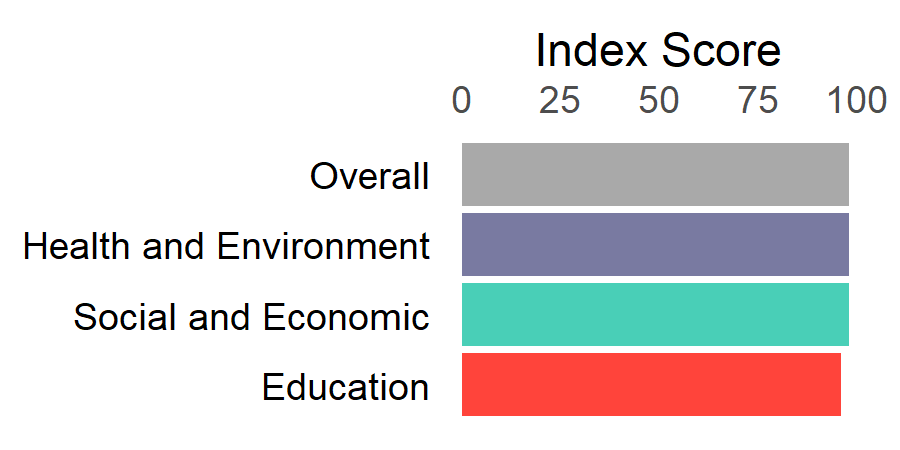 Index Score
0 25 50 75 100
Overall
Health and Environment
Social and Economic
Education